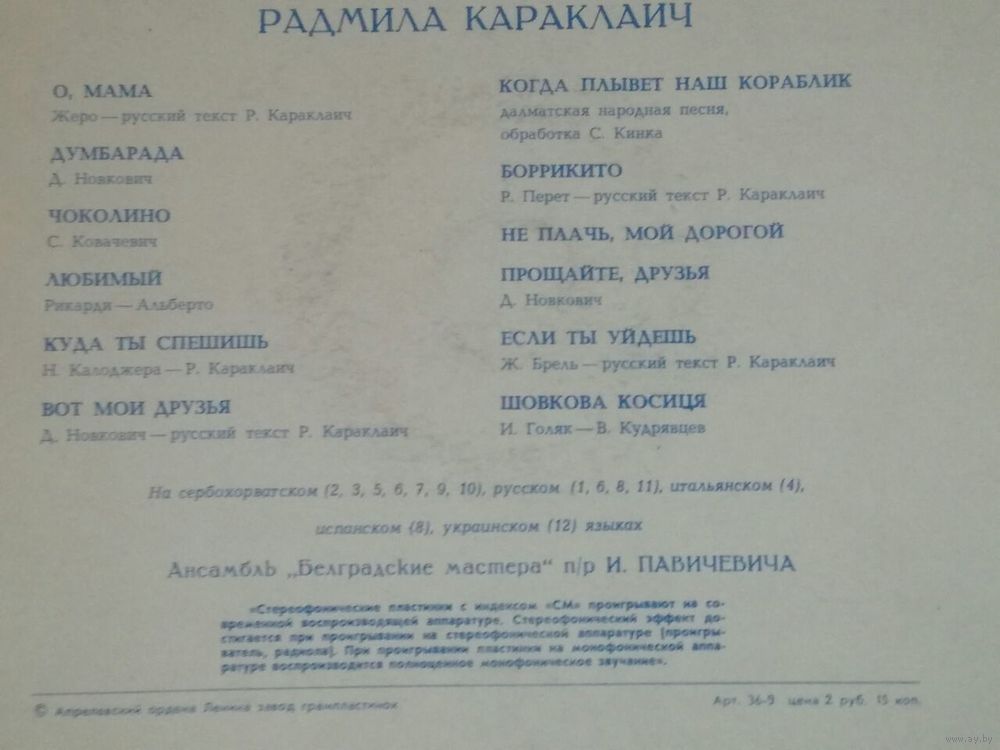 РАДМИЛА КАРАКЛАИЧ
О, МАМА
Жеро — русский текст Р. Караклаич
ДУМБАРАДА
Д. Новкович
ЧОКОЛИНО
С. Ковачевич
ЛЮБИМЫЙ
Рикарди — Альберто
КУДА ТЫ СПЕШИШЬ
Н. Калоджера — Р. Караклаич
ВОТ МОИ ДРУЗЬЯ
Д. Новкович — русский текст Р. Караклаич
КОГДА ПЛЫВЕТ НАШ КОРАБЛИК
далматская народная песня,
обработка С. Кинка
БОРРИКИТО
Р. Перет — русский текст Р. Караклаич
НЕ ПЛАЧЬ, МОЙ ДОРОГОЙ
ПРОЩАЙТЕ, ДРУЗЬЯ
Д. Новкович
ЕСЛИ ТЫ УЙДЕШЬ
Ж. Брель — русский текст Р. Караклаич
ШОВКОВА КОСИЦЯ
И. Голяк — В. Кудрявцев
На сербохорватском (2, 3, 5, 6, 7, 9, 10), русском (1, 6, 8, 11), итальянском (4),
испанском (8), украинском (12) языках
Ансамбль „Белградские мастера“ п/р И. ПАВИЧЕВИЧА
«Стереофонические пластинки с индексом «СМ» проигрывают на со-
временной воспроизводящей аппаратуре. Стереофонический эффект до-
стигается при проигрывании на стереофонической аппаратуре (проигры-
ватель, радиола). При проигрывании пластинки на монофонической аппа-
ратуре воспроизводится полноценное монофоническое звучание».
© Апрелевский ордена Ленина завод грампластинок
Арт. 36-9 цена 2 руб. 15 коп.
www.ay.by